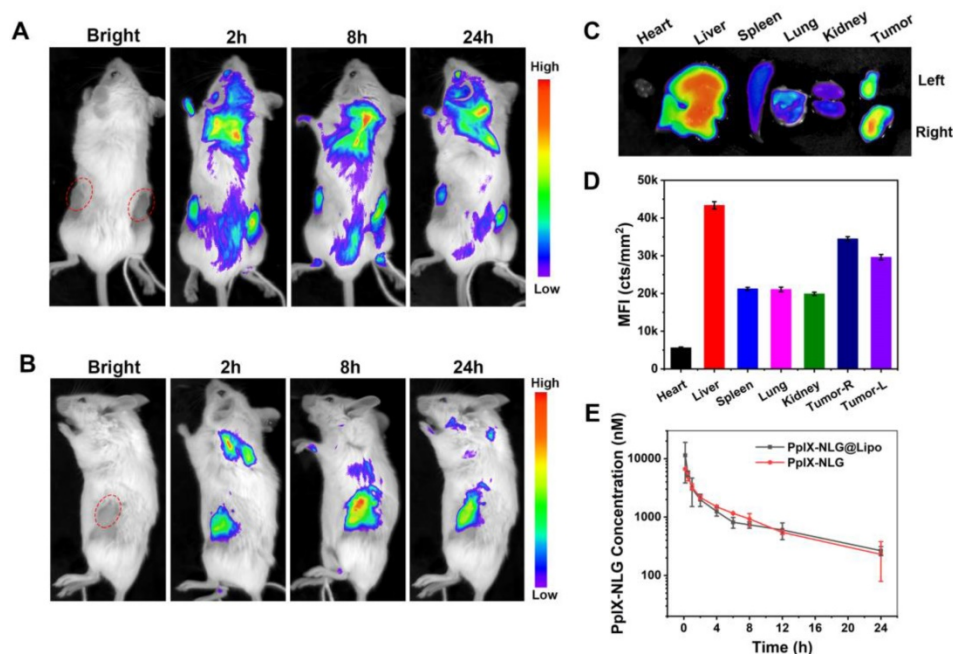 A
Bright 2h 8h 24h
High
Low
B
Bright 2h 8h 24h
High
Low
C
Heart Liver Spleen Lung Kidney Tumor
Left
Right
D
MFI (cts/mm²)
50k
40k
30k
20k
10k
0
Heart Liver Spleen Lung Kidney Tumor-R Tumor-L
E
PpIX-NLG Concentration (nM)
10000
1000
100
PpIX-NLG@Lipo
PpIX-NLG
0 4 8 12 16 20 24
Time (h)